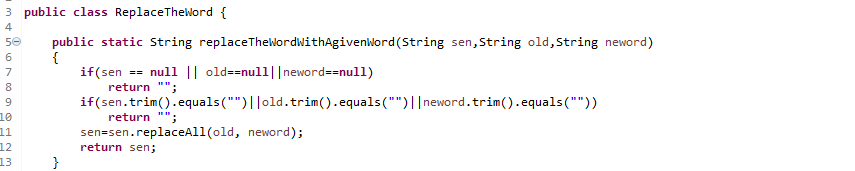 3 public class ReplaceTheWord {
4
5 public static String replaceTheWordWithAgivenWord(String sen,String old,String neword)
6 {
7 if(sen == null || old==null||neword==null)
8 return "";
9 if(sen.trim().equals("")||old.trim().equals("")||neword.trim().equals(""))
10 return "";
11 sen=sen.replaceAll(old, neword);
12 return sen;
13 }